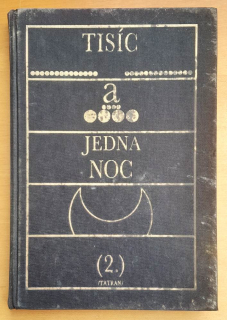 TISÍC
a
JEDNA
NOC
(2.)
(TATRAN)